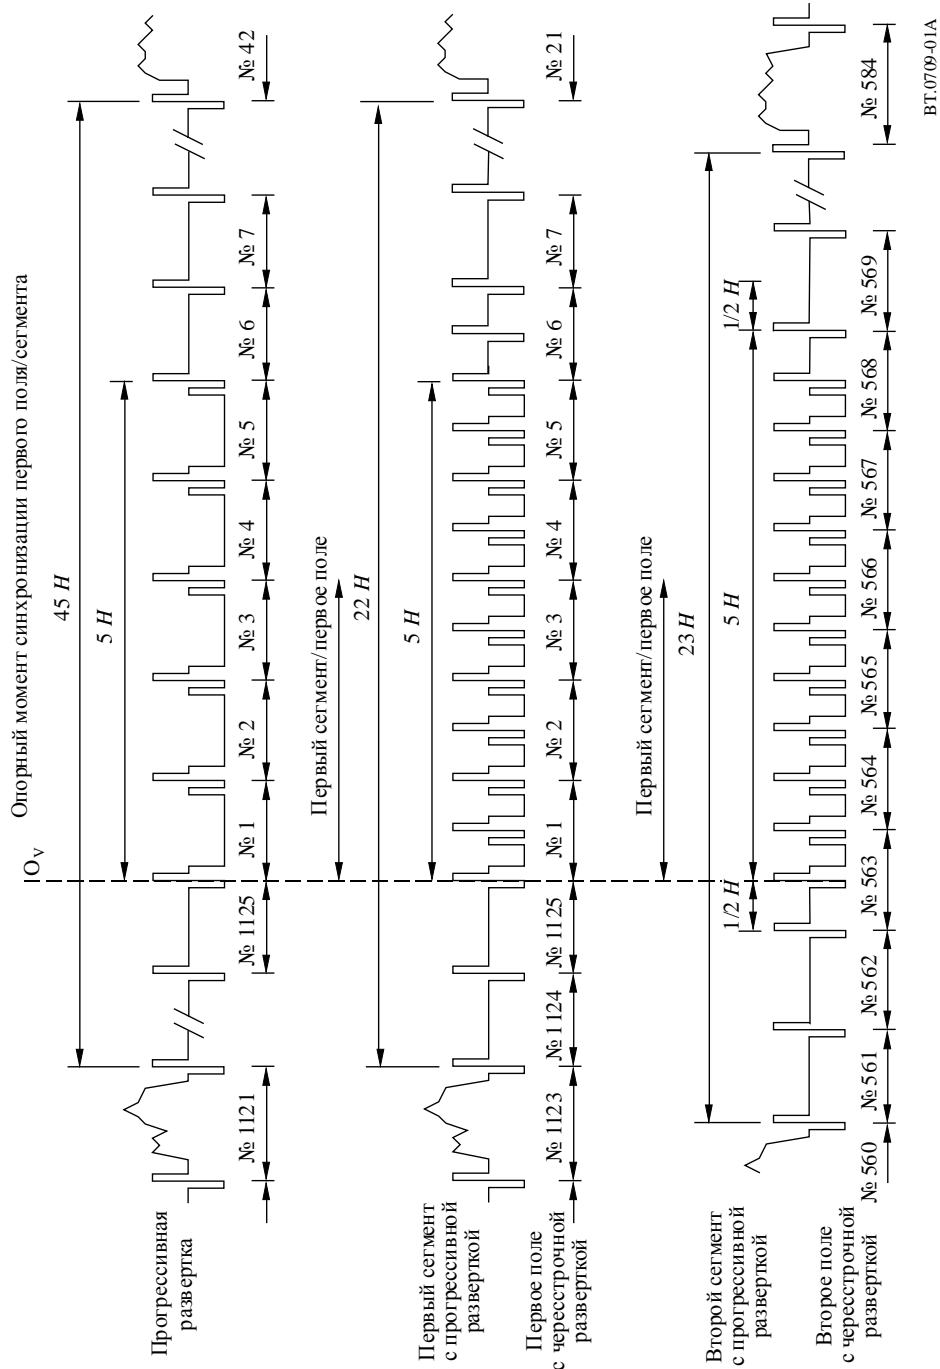 Опорный момент синхронизации первого поля/сегмента
O_V
45 H
5 H
Прогрессивная
развертка
№ 1121
№ 1125
№ 1
№ 2
№ 3
№ 4
№ 5
№ 6
№ 7
№ 42
Первый сегмент/первое поле
22 H
5 H
Первый сегмент
с прогрессивной
разверткой
Первое поле
с чересстрочной
разверткой
№ 1123
№ 1124
№ 1125
№ 1
№ 2
№ 3
№ 4
№ 5
№ 6
№ 7
№ 21
Первый сегмент/первое поле
23 H
1/2 H
5 H
1/2 H
Второй сегмент
с прогрессивной
разверткой
Второе поле
с чересстрочной
разверткой
№ 560
№ 561
№ 562
№ 563
№ 564
№ 565
№ 566
№ 567
№ 568
№ 569
№ 584
BT.0709-01A